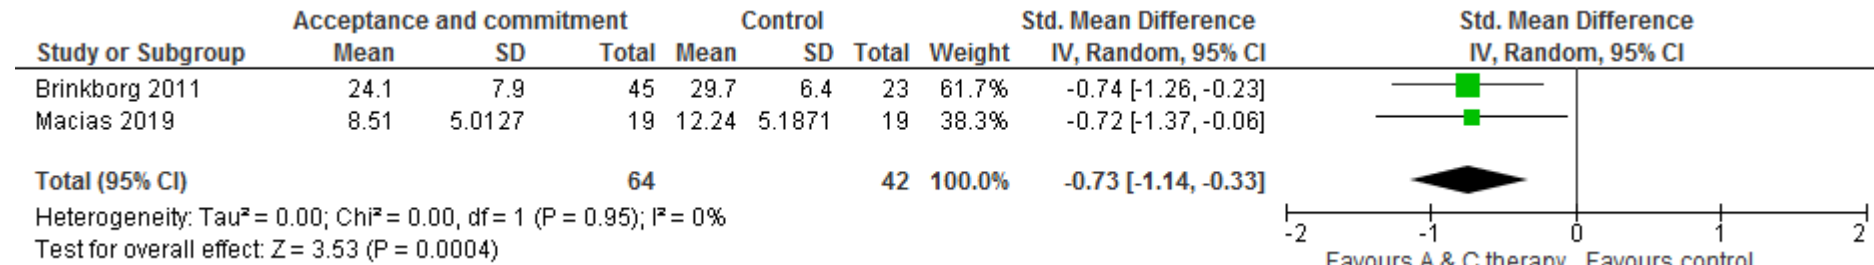 Acceptance and commitment Control Std. Mean Difference Std. Mean Difference
Study or Subgroup Mean SD Total Mean SD Total Weight IV, Random, 95% CI IV, Random, 95% CI
Brinkborg 2011 24.1 7.9 45 29.7 6.4 23 61.7% -0.74 [-1.26, -0.23]
Macias 2019 8.51 5.0127 19 12.24 5.1871 19 38.3% -0.72 [-1.37, -0.06]
Total (95% CI) 64 42 100.0% -0.73 [-1.14, -0.33]
Heterogeneity: Tau² = 0.00; Chi² = 0.00, df = 1 (P = 0.95); I² = 0%
Test for overall effect: Z = 3.53 (P = 0.0004)
-2 -1 0 1 2
Favours A & C therapy Favours control